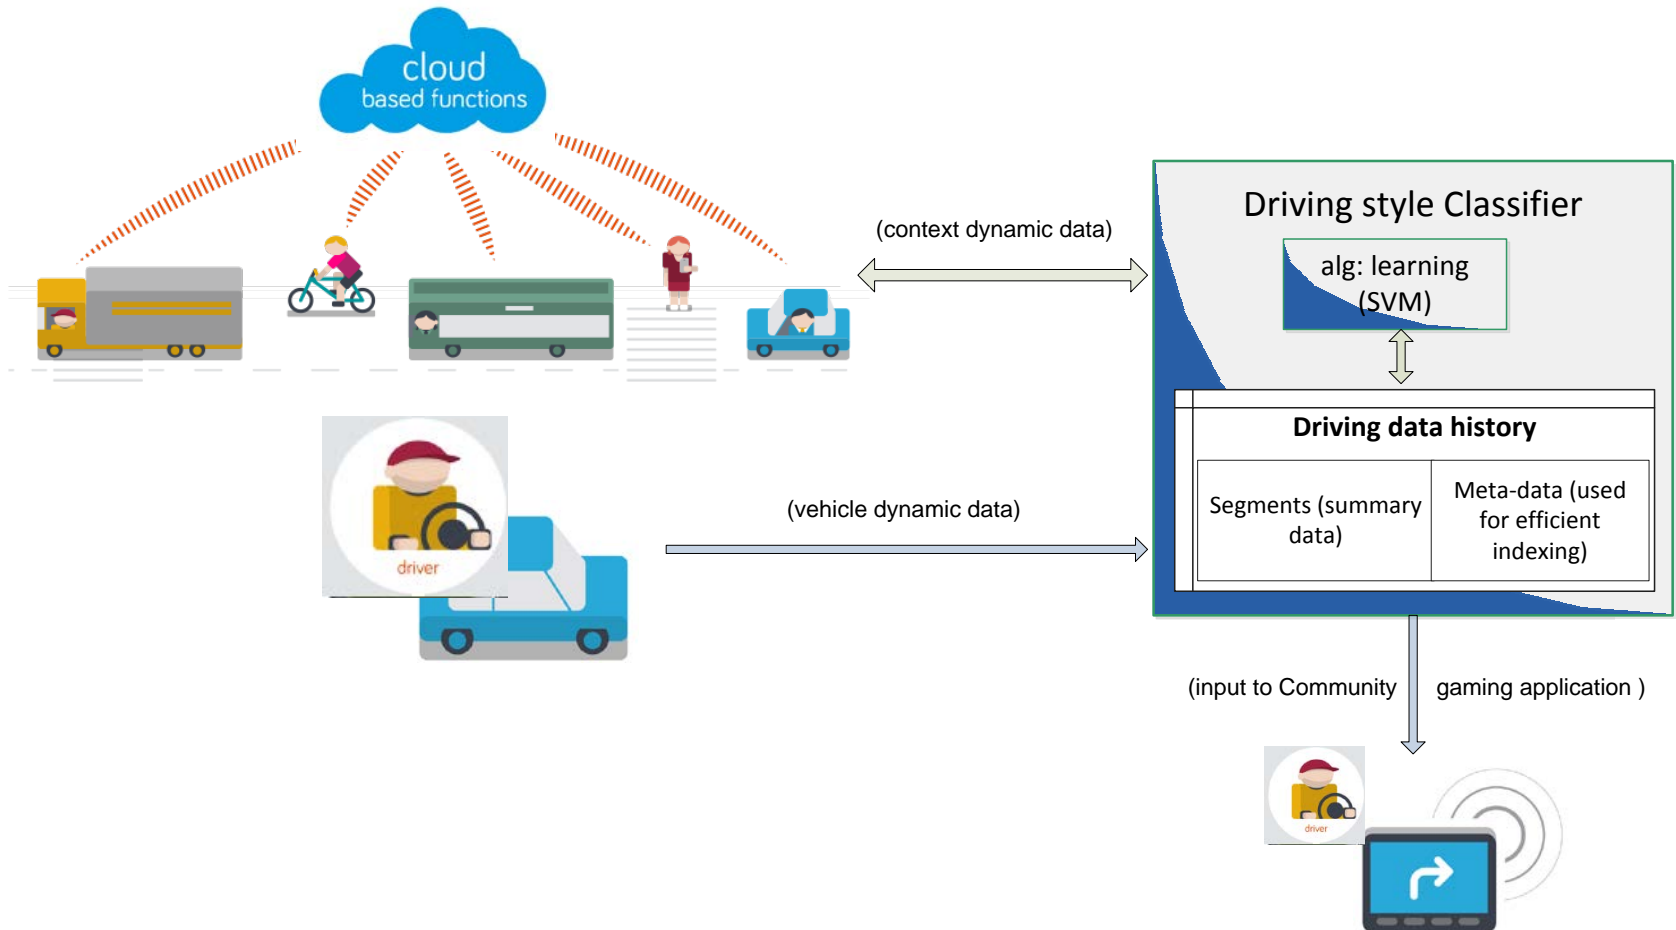 cloud
based functions
(context dynamic data)
Driving style Classifier
alg: learning
(SVM)
Driving data history
Segments (summary
data)
Meta-data (used
for efficient
indexing)
(vehicle dynamic data)
driver
(input to Community gaming application )
driver